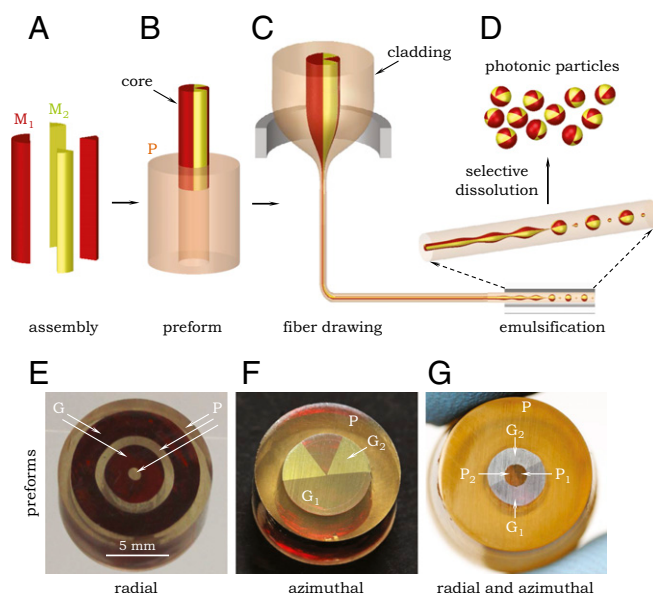 A
B
C
D
cladding
photonic particles
core
M1
M2
P
selective
dissolution
assembly
preform
fiber drawing
emulsification
E
F
G
preforms
G
P
5 mm
P
G2
G1
P
G2
P2
P1
G1
radial
azimuthal
radial and azimuthal